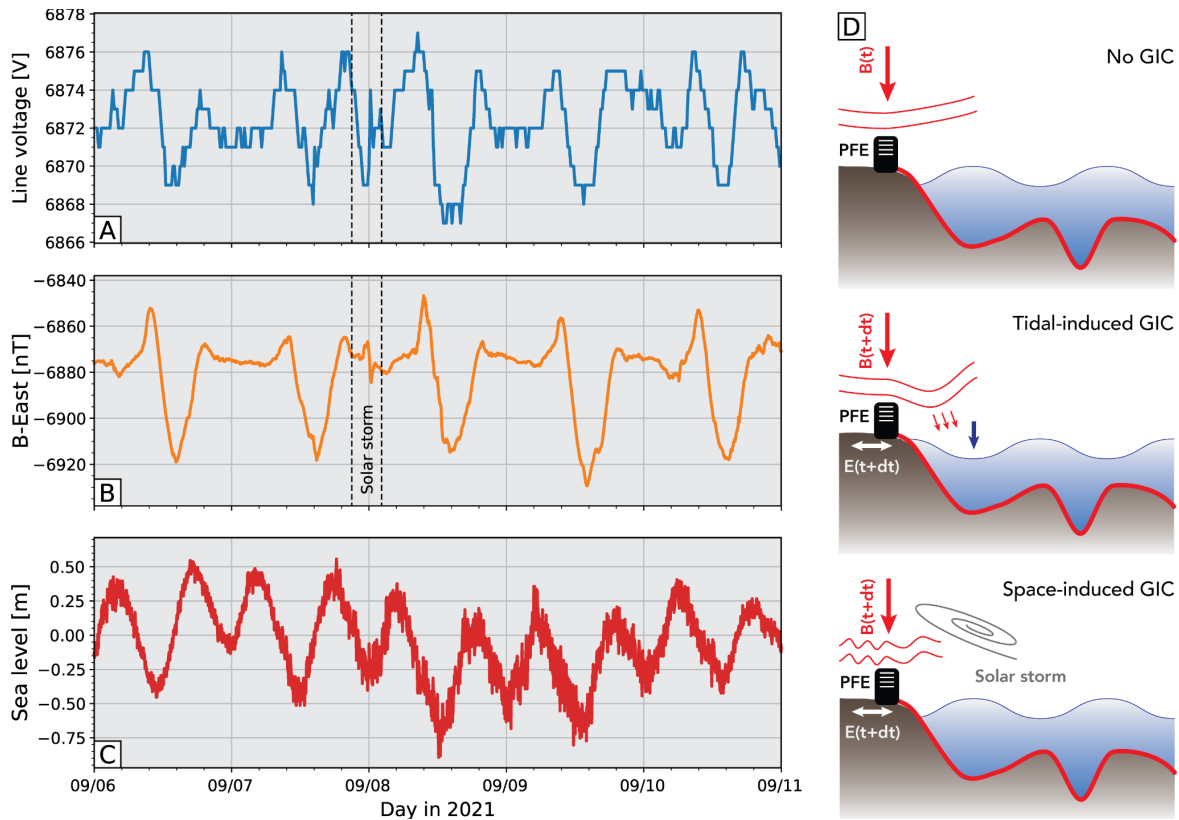 6878
6876
6874
6872
6870
6868
6866
Line voltage [V]
A
−6840
−6860
−6880
−6900
−6920
B-East [nT]
Solar storm
B
0.50
0.25
0.00
−0.25
−0.50
−0.75
Sea level [m]
C
09/06
09/07
09/08
09/09
09/10
09/11
Day in 2021
D
No GIC
B(t)
PFE
Tidal-induced GIC
B(t+dt)
PFE
E(t+dt)
Space-induced GIC
B(t+dt)
Solar storm
PFE
E(t+dt)